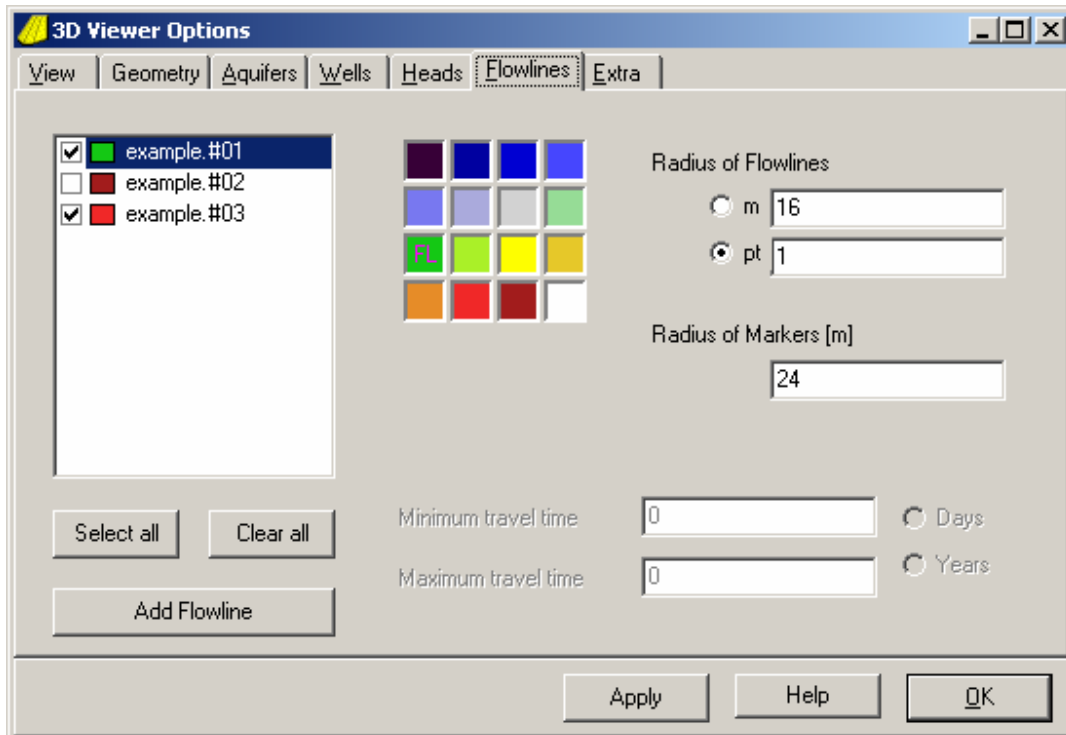 3D Viewer Options
View Geometry Aquifers Wells Heads Flowlines Extra
example.#01
example.#02
example.#03
FL
Radius of Flowlines
m 16
pt 1
Radius of Markers [m]
24
Select all Clear all
Add Flowline
Minimum travel time 0 Days
Maximum travel time 0 Years
Apply Help OK